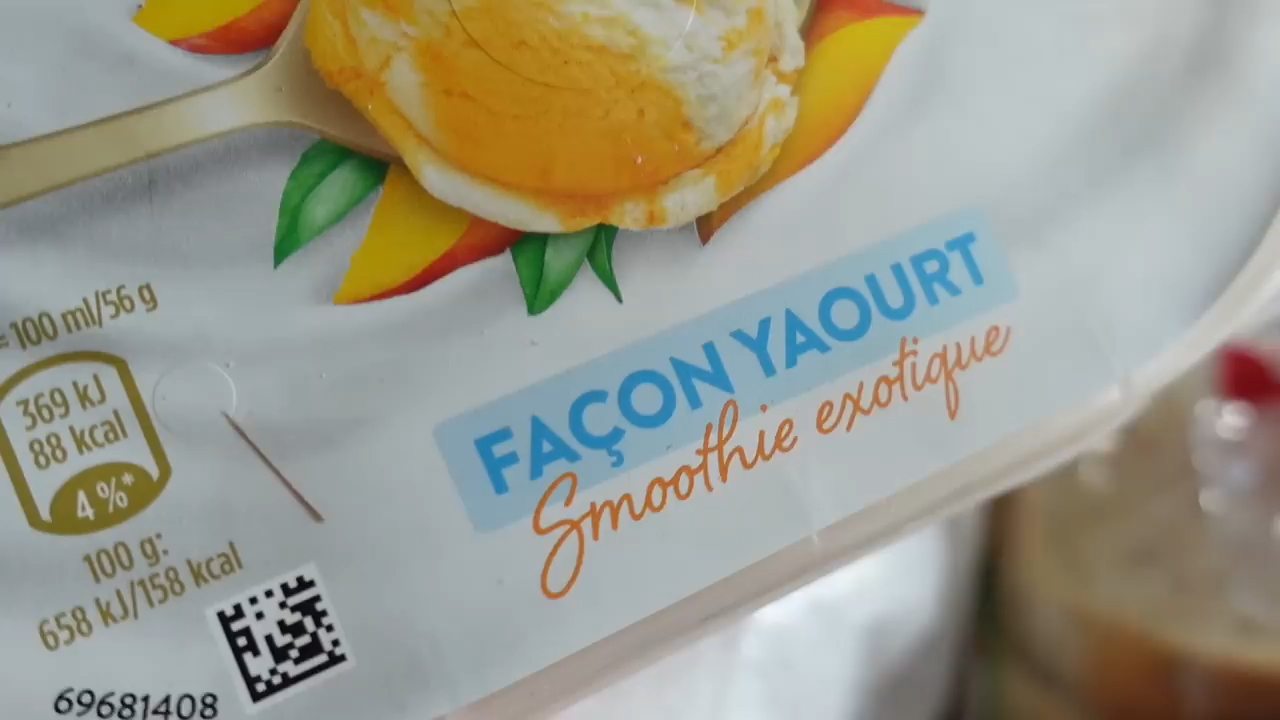 = 100 ml/56 g
369 kJ
88 kcal
4 %*
100 g:
658 kJ/158 kcal
69681408
FAÇON YAOURT
Smoothie exotique